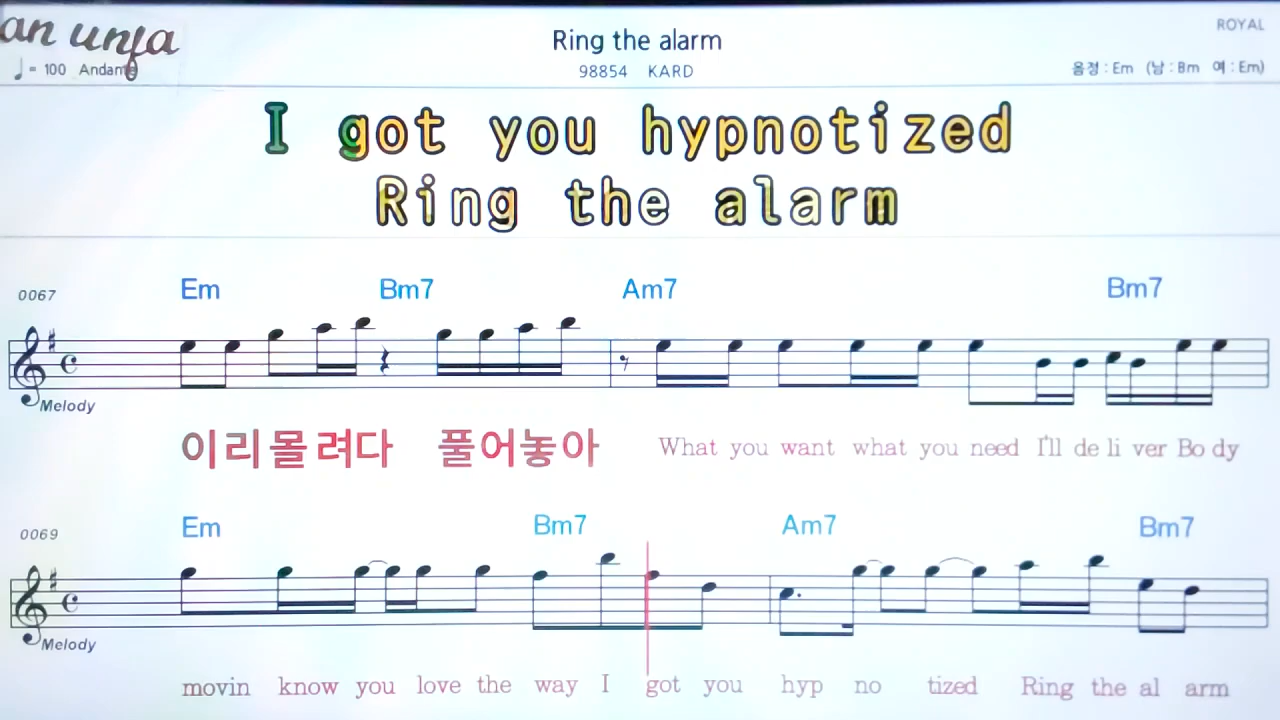 an unfa
Ring the alarm
ROYAL
♩= 100 Andante
98854 KARD
음정 : Em (남 : Bm 여 : Em)
I got you hypnotized
Ring the alarm
0067 Em Bm7 Am7 Bm7
Melody
이리몰려다 풀어놓아 What you want what you need I'll de li ver Bo dy
0069 Em Bm7 Am7 Bm7
Melody
movin know you love the way I got you hyp no tized Ring the al arm